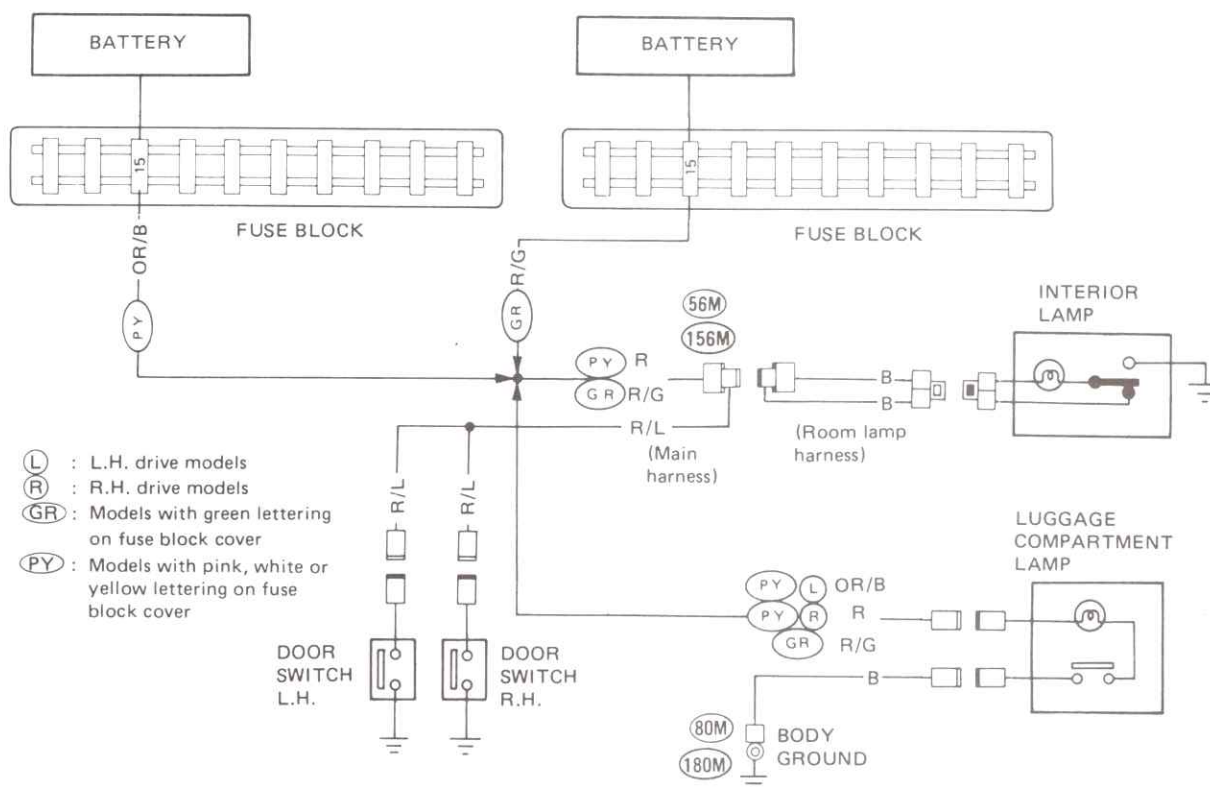 BATTERY
BATTERY
15
15
FUSE BLOCK
FUSE BLOCK
OR/B
R/G
PY
GR
56M
156M
INTERIOR
LAMP
PY R
GR R/G
B
B
R/L
(Main
harness)
(Room lamp
harness)
L : L.H. drive models
R : R.H. drive models
GR : Models with green lettering
on fuse block cover
PY : Models with pink, white or
yellow lettering on fuse
block cover
R/L
R/L
LUGGAGE
COMPARTMENT
LAMP
PY L OR/B
PY R R
GR R/G
DOOR
SWITCH
L.H.
DOOR
SWITCH
R.H.
B
80M
180M
BODY
GROUND